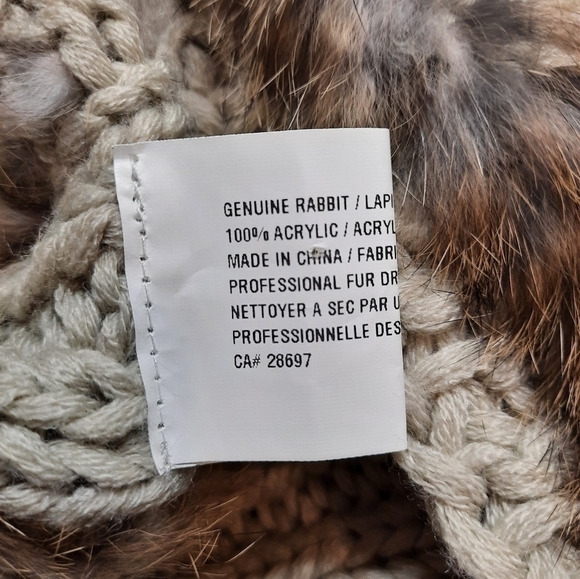 GENUINE RABBIT / LAPI
100% ACRYLIC / ACRYL
MADE IN CHINA / FABRI
PROFESSIONAL FUR DR
NETTOYER A SEC PAR U
PROFESSIONNELLE DES
CA# 28697